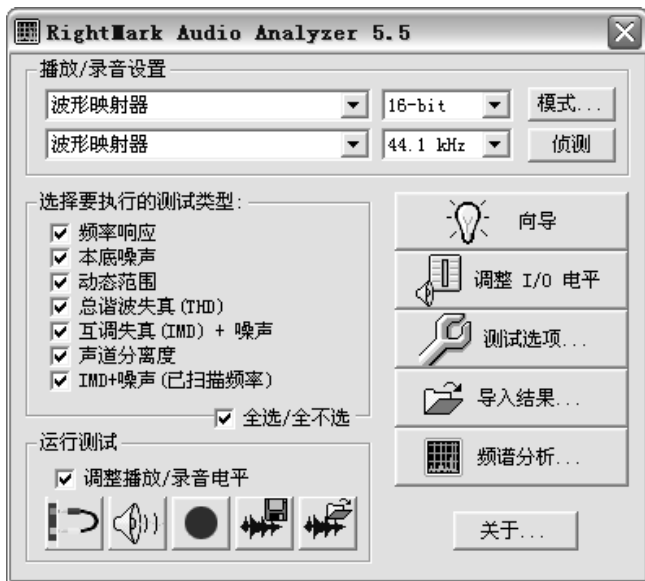 RightMark Audio Analyzer 5.5
播放/录音设置
波形映射器 16-bit 模式...
波形映射器 44.1 kHz 侦测
选择要执行的测试类型:
频率响应
本底噪声
动态范围
总谐波失真(THD)
互调失真(IMD) + 噪声
声道分离度
IMD+噪声(已扫描频率)
全选/全不选
运行测试
调整播放/录音电平
向导
调整 I/O 电平
测试选项...
导入结果...
频谱分析...
关于...